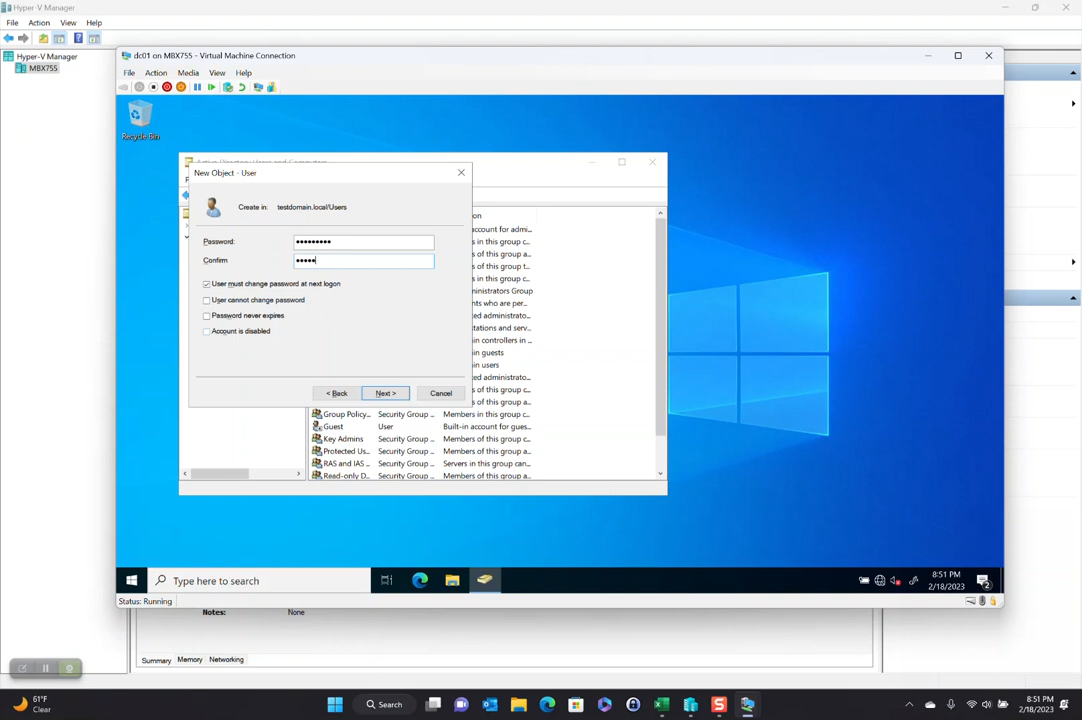 Hyper-V Manager
File Action View Help
Hyper-V Manager
MBX755
dc01 on MBX755 - Virtual Machine Connection
File Action Media View Help
Recycle Bin
New Object - User
Create in: testdomain.local/Users
Password: •••••••••
Confirm •••••
User must change password at next logon
User cannot change password
Password never expires
Account is disabled
< Back Next > Cancel
account for admi...
s in this group c...
s of this group a...
s of this group t...
s in this group c...
ministrators Group
nts who are per...
ed administrato...
stations and serv...
in controllers in ...
in guests
in users
ed administrato...
s of this group c...
s of this group a...
Group Policy... Security Group ... Members in this group c...
Guest User Built-in account for gues...
Key Admins Security Group ... Members of this group c...
Protected Us... Security Group ... Members of this group a...
RAS and IAS ... Security Group ... Servers in this group can...
Read-only D... Security Group ... Members of this group a...
Type here to search
8:51 PM
2/18/2023
2
Status: Running
Notes: None
Summary Memory Networking
61°F
Clear
Search
8:51 PM
2/18/2023